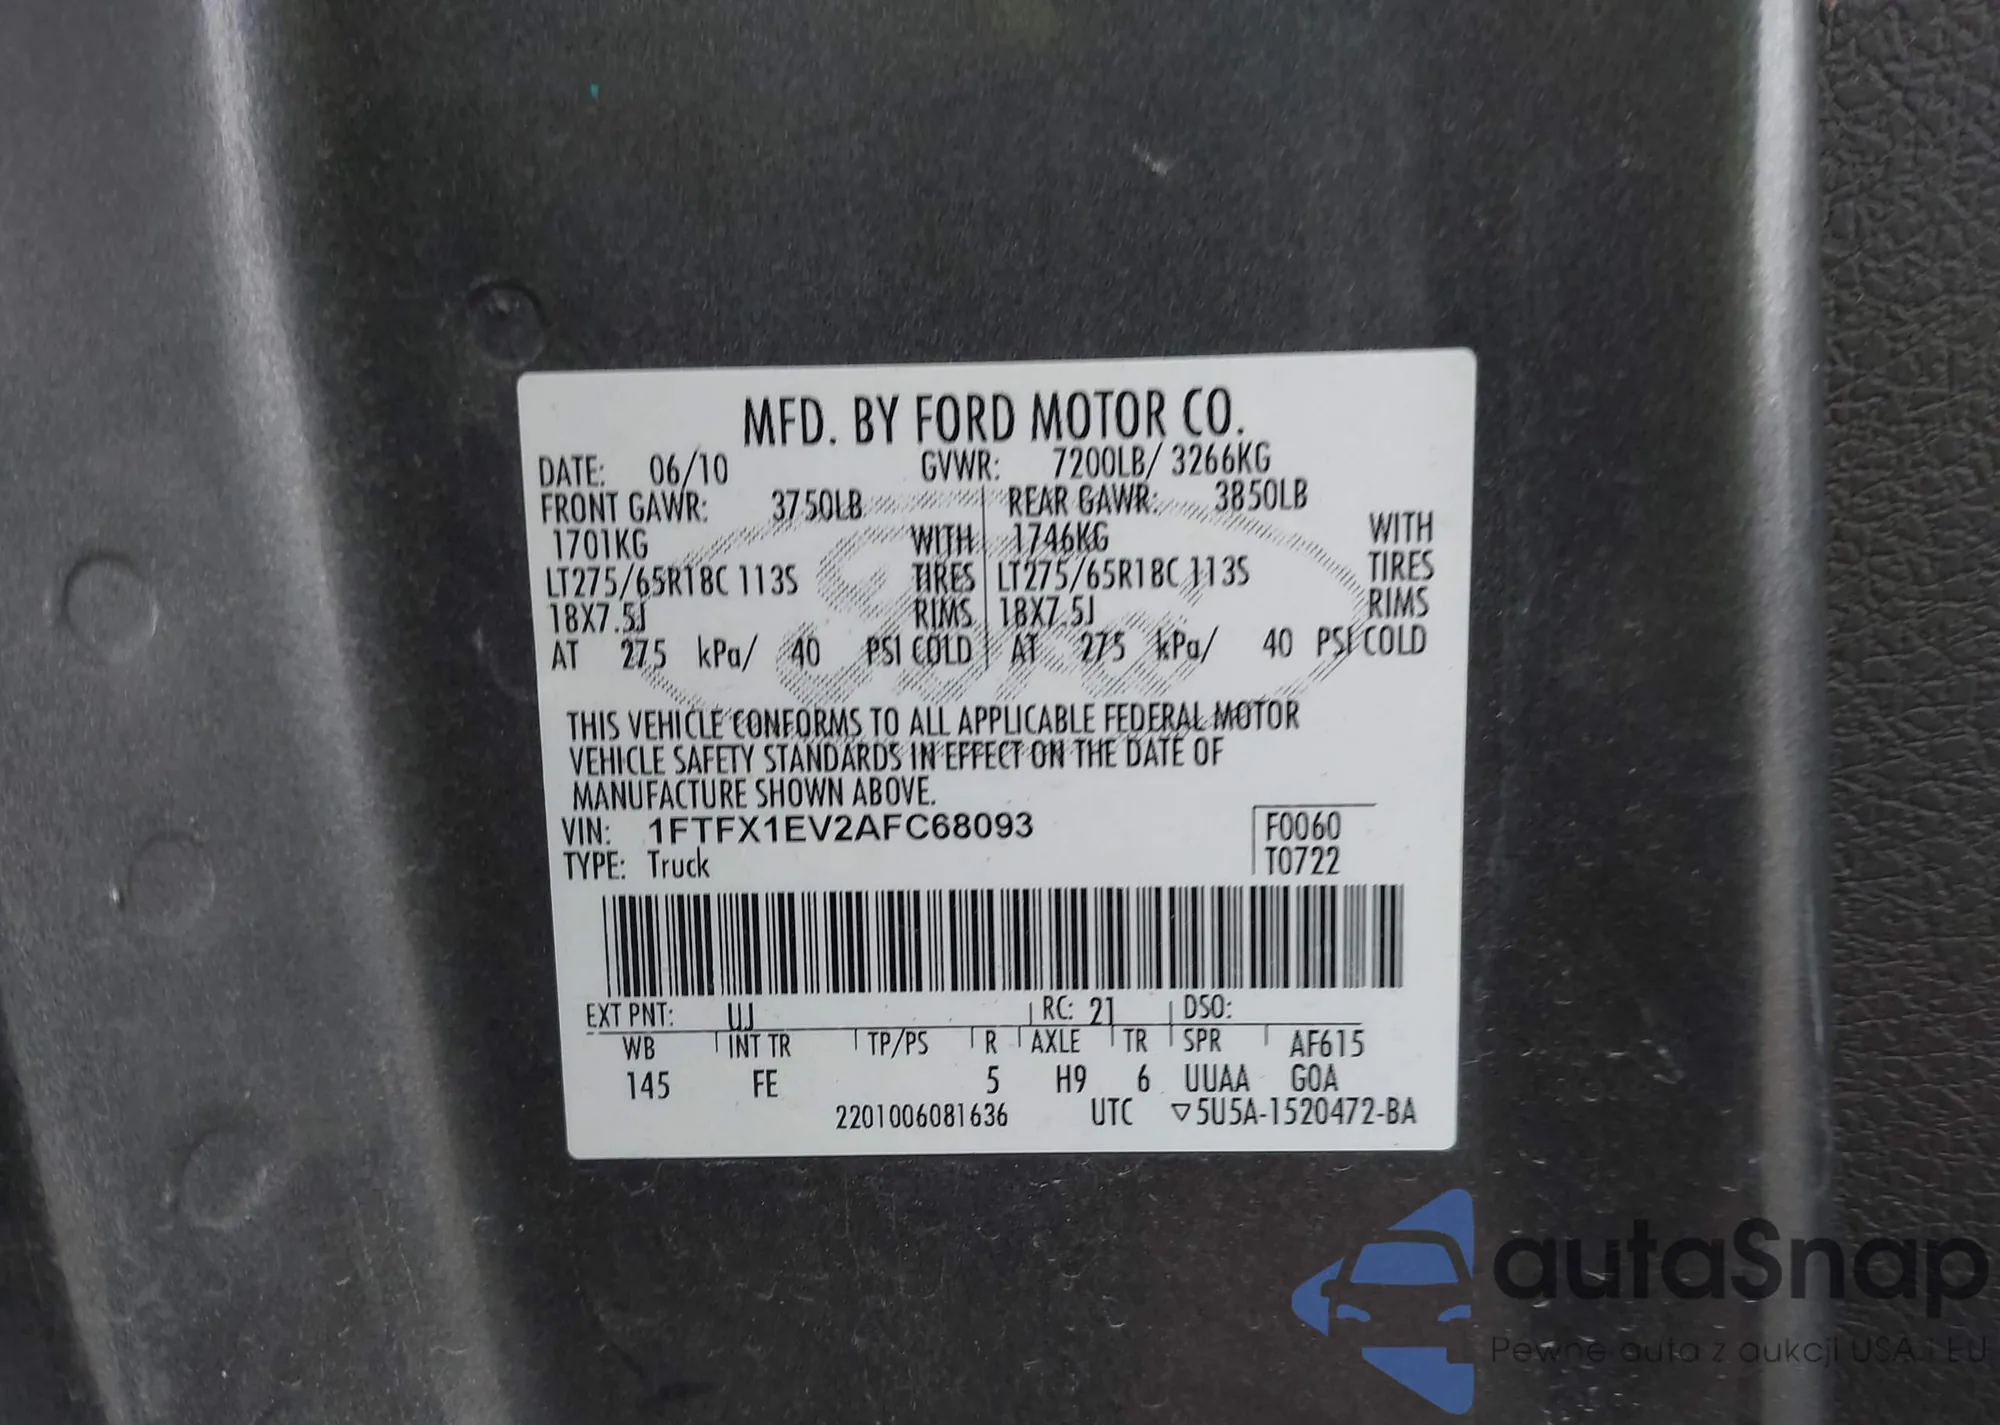 MFD. BY FORD MOTOR CO.
DATE: 06/10 GVWR: 7200LB/ 3266KG
FRONT GAWR: 3750LB REAR GAWR: 3850LB
1701KG WITH 1746KG WITH
LT275/65R18C 113S TIRES LT275/65R18C 113S TIRES
18X7.5J RIMS 18X7.5J RIMS
AT 275 kPa/ 40 PSI COLD AT 275 kPa/ 40 PSI COLD
THIS VEHICLE CONFORMS TO ALL APPLICABLE FEDERAL MOTOR
VEHICLE SAFETY STANDARDS IN EFFECT ON THE DATE OF
MANUFACTURE SHOWN ABOVE.
VIN: 1FTFX1EV2AFC68093 F0060
TYPE: Truck T0722
EXT PNT: UJ RC: 21 DSO:
WB INT TR TP/PS R AXLE TR SPR AF615
145 FE 5 H9 6 UUAA G0A
2201006081636 UTC ▽5U5A-1520472-BA
autaSnap
Pewne auta z aukcji USA i EU